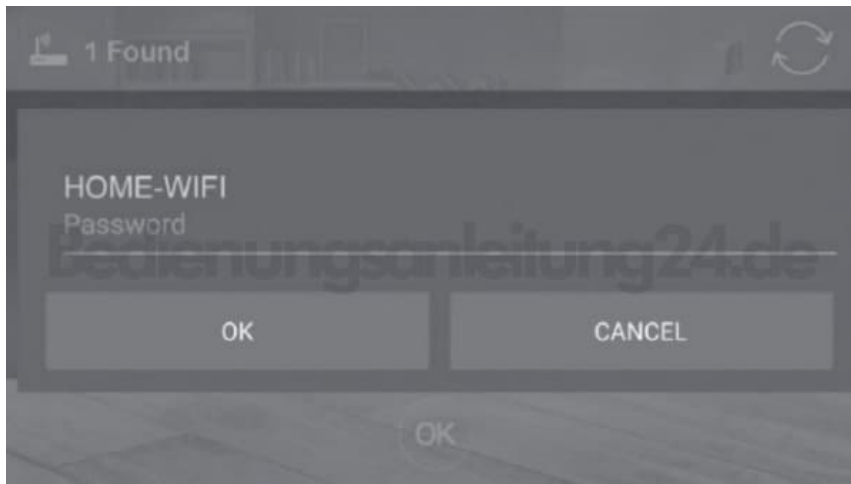 1 Found
HOME-WIFI
Password
Bedienungsanleitung24.de
OK CANCEL
OK